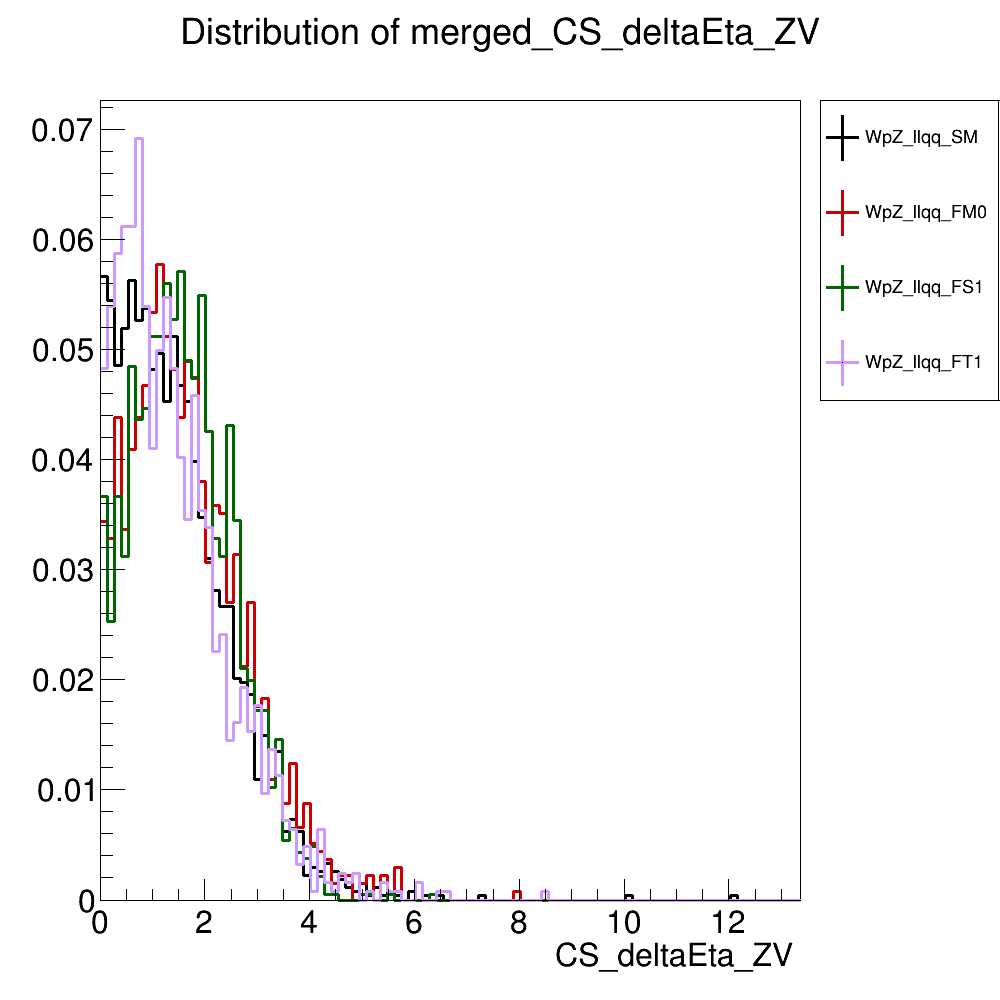 Distribution of merged_CS_deltaEta_ZV
0.07
0.06
0.05
0.04
0.03
0.02
0.01
0
0 2 4 6 8 10 12
CS_deltaEta_ZV
WpZ_llqq_SM
WpZ_llqq_FM0
WpZ_llqq_FS1
WpZ_llqq_FT1